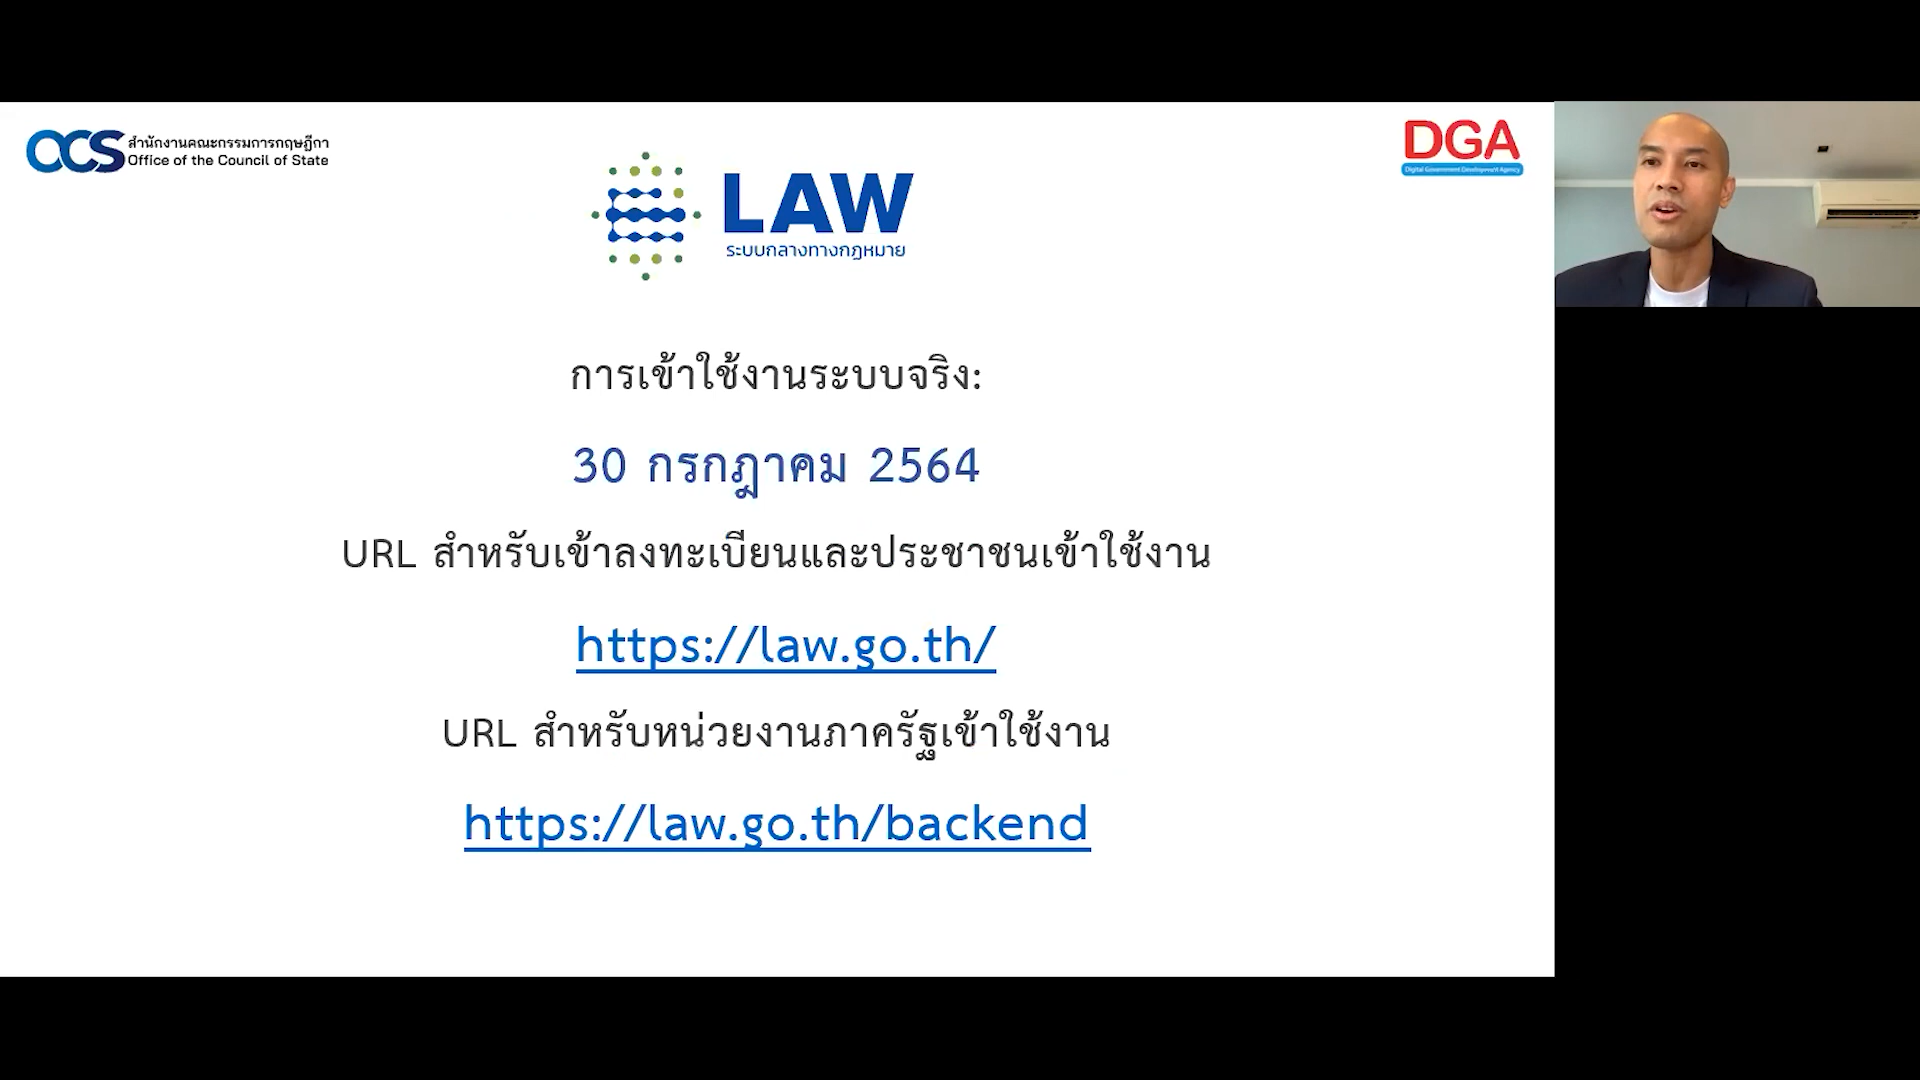 OCS สำนักงานคณะกรรมการกฤษฎีกา
Office of the Council of State
DGA
Digital Government Development Agency
LAW
ระบบกลางทางกฎหมาย
การเข้าใช้งานระบบจริง:
30 กรกฎาคม 2564
URL สำหรับเข้าลงทะเบียนและประชาชนเข้าใช้งาน
https://law.go.th/
URL สำหรับหน่วยงานภาครัฐเข้าใช้งาน
https://law.go.th/backend